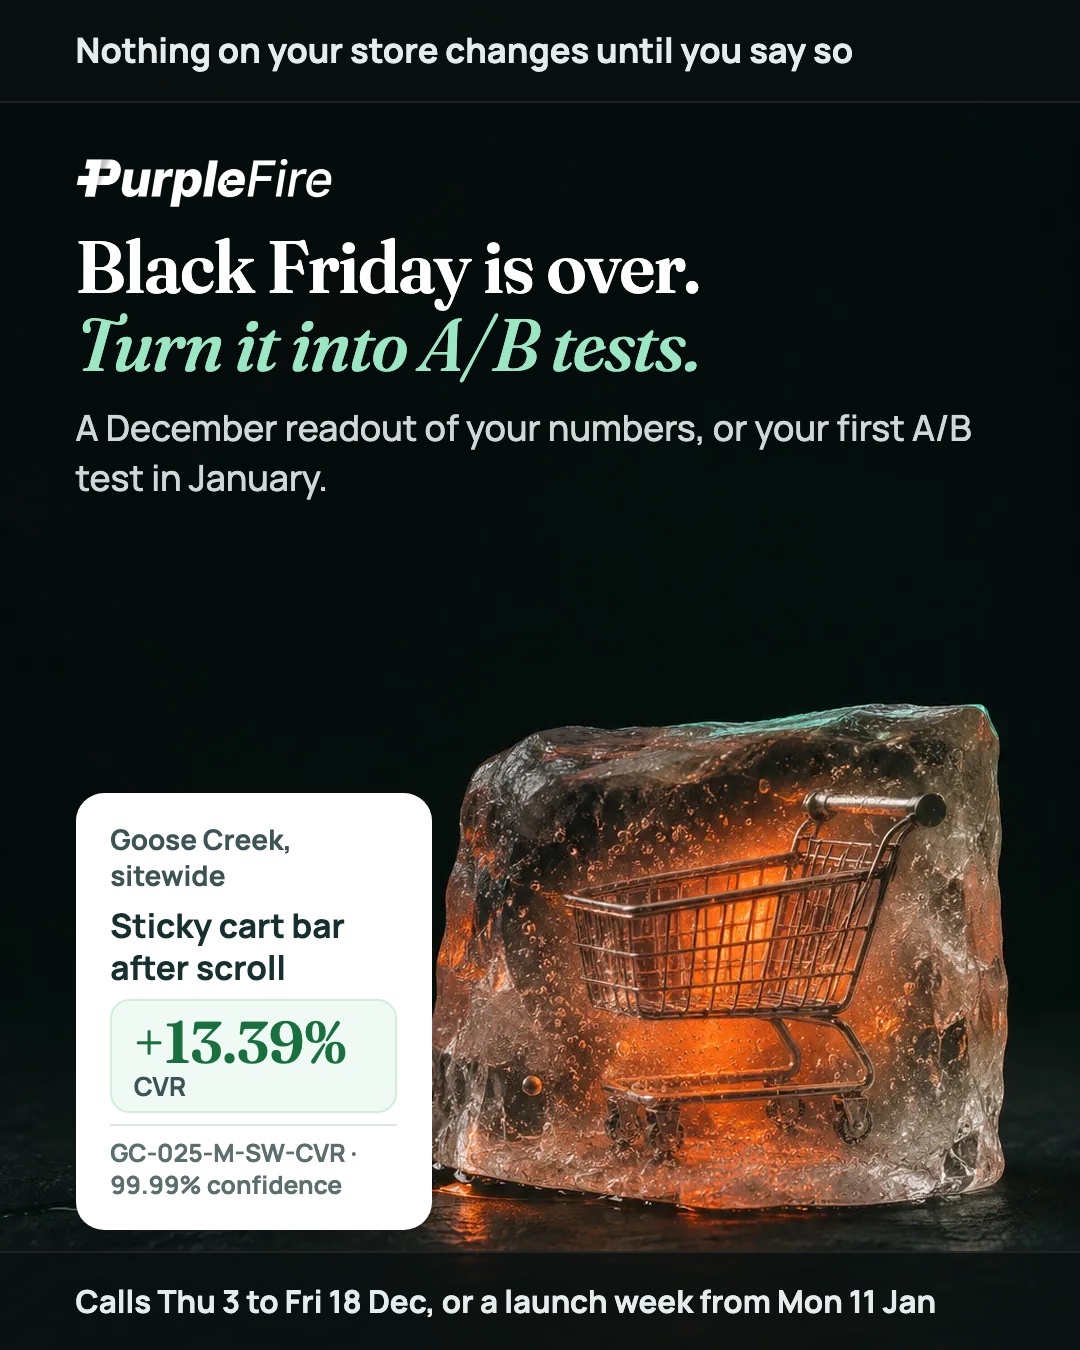 Nothing on your store changes until you say so
PurpleFire
Black Friday is over.
Turn it into A/B tests.
A December readout of your numbers, or your first A/B
test in January.
Goose Creek,
sitewide
Sticky cart bar
after scroll
+13.39%
CVR
GC-025-M-SW-CVR ·
99.99% confidence
Calls Thu 3 to Fri 18 Dec, or a launch week from Mon 11 Jan